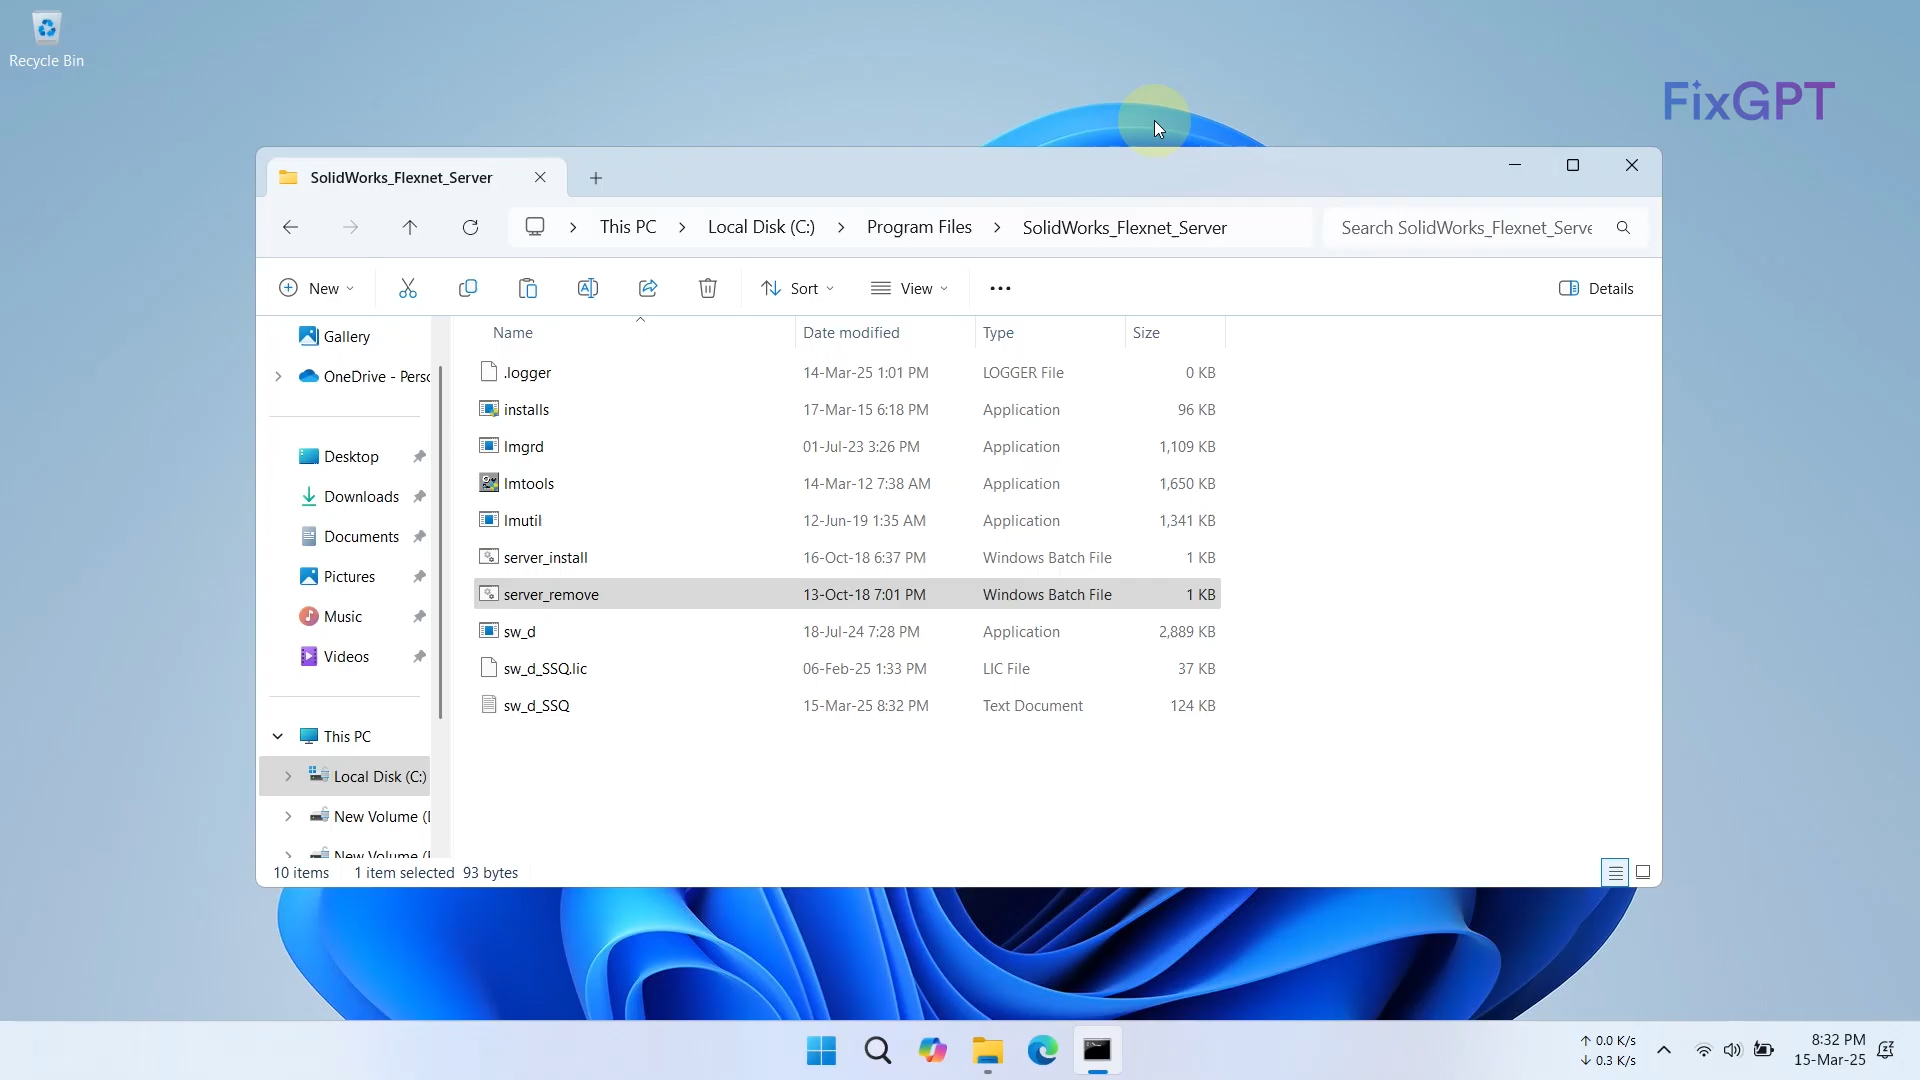 Recycle Bin
FixGPT
SolidWorks_Flexnet_Server
This PC
Local Disk (C:)
Program Files
SolidWorks_Flexnet_Server
Search SolidWorks_Flexnet_Serve
New
Sort
View
Details
Name Date modified Type Size
Gallery
OneDrive - Perso
Desktop
Downloads
Documents
Pictures
Music
Videos
This PC
Local Disk (C:)
New Volume (
New Volume (
.logger 14-Mar-25 1:01 PM LOGGER File 0 KB
installs 17-Mar-15 6:18 PM Application 96 KB
lmgrd 01-Jul-23 3:26 PM Application 1,109 KB
lmtools 14-Mar-12 7:38 AM Application 1,650 KB
lmutil 12-Jun-19 1:35 AM Application 1,341 KB
server_install 16-Oct-18 6:37 PM Windows Batch File 1 KB
server_remove 13-Oct-18 7:01 PM Windows Batch File 1 KB
sw_d 18-Jul-24 7:28 PM Application 2,889 KB
sw_d_SSQ.lic 06-Feb-25 1:33 PM LIC File 37 KB
sw_d_SSQ 15-Mar-25 8:32 PM Text Document 124 KB
10 items 1 item selected 93 bytes
↑ 0.0 K/s
↓ 0.3 K/s
8:32 PM
15-Mar-25